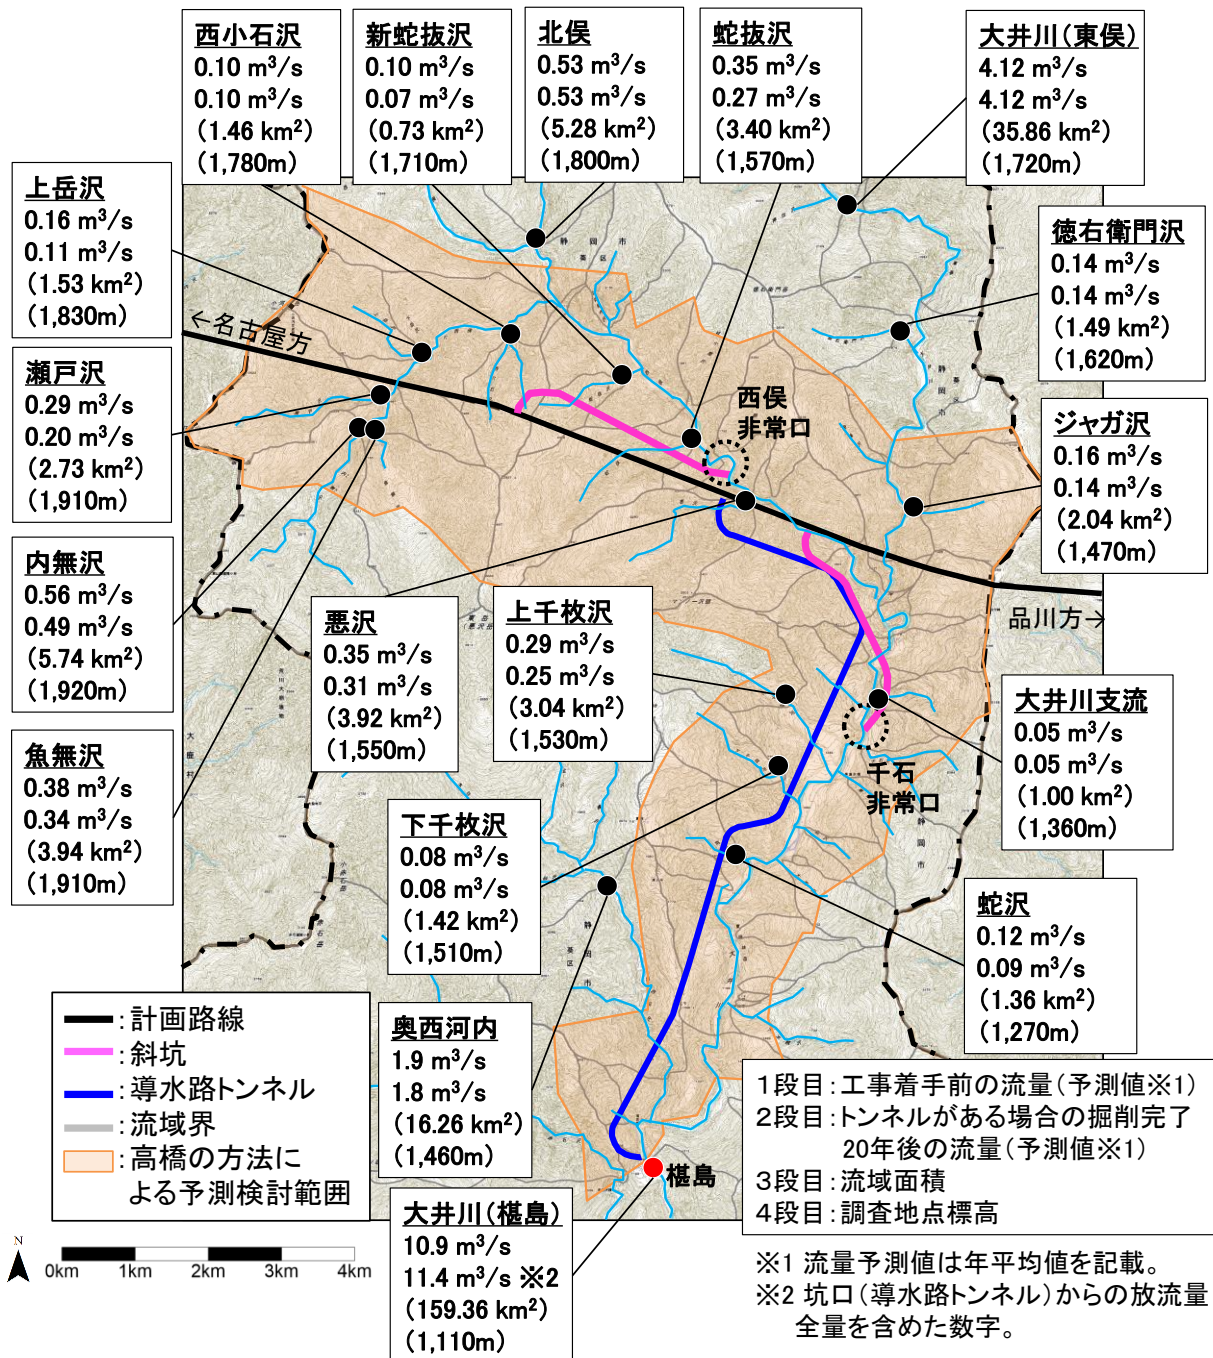 西小石沢
0.10 m³/s
0.10 m³/s
(1.46 km²)
(1,780m)
新蛇抜沢
0.10 m³/s
0.07 m³/s
(0.73 km²)
(1,710m)
北俣
0.53 m³/s
0.53 m³/s
(5.28 km²)
(1,800m)
蛇抜沢
0.35 m³/s
0.27 m³/s
(3.40 km²)
(1,570m)
大井川(東俣)
4.12 m³/s
4.12 m³/s
(35.86 km²)
(1,720m)
上岳沢
0.16 m³/s
0.11 m³/s
(1.53 km²)
(1,830m)
徳右衛門沢
0.14 m³/s
0.14 m³/s
(1.49 km²)
(1,620m)
←名古屋方
瀬戸沢
0.29 m³/s
0.20 m³/s
(2.73 km²)
(1,910m)
西俣
非常口
ジャガ沢
0.16 m³/s
0.14 m³/s
(2.04 km²)
(1,470m)
内無沢
0.56 m³/s
0.49 m³/s
(5.74 km²)
(1,920m)
悪沢
0.35 m³/s
0.31 m³/s
(3.92 km²)
(1,550m)
上千枚沢
0.29 m³/s
0.25 m³/s
(3.04 km²)
(1,530m)
品川方→
大井川支流
0.05 m³/s
0.05 m³/s
(1.00 km²)
(1,360m)
魚無沢
0.38 m³/s
0.34 m³/s
(3.94 km²)
(1,910m)
千石
非常口
下千枚沢
0.08 m³/s
0.08 m³/s
(1.42 km²)
(1,510m)
蛇沢
0.12 m³/s
0.09 m³/s
(1.36 km²)
(1,270m)
奥西河内
1.9 m³/s
1.8 m³/s
(16.26 km²)
(1,460m)
:計画路線
:斜坑
:導水路トンネル
:流域界
:高橋の方法に
よる予測検討範囲
椹島
大井川(椹島)
10.9 m³/s
11.4 m³/s ※2
(159.36 km²)
(1,110m)
1段目:工事着手前の流量(予測値※1)
2段目:トンネルがある場合の掘削完了
20年後の流量(予測値※1)
3段目:流域面積
4段目:調査地点標高
※1 流量予測値は年平均値を記載。
※2 坑口(導水路トンネル)からの放流量
全量を含めた数字。
N
0km 1km 2km 3km 4km
静岡市
葵区